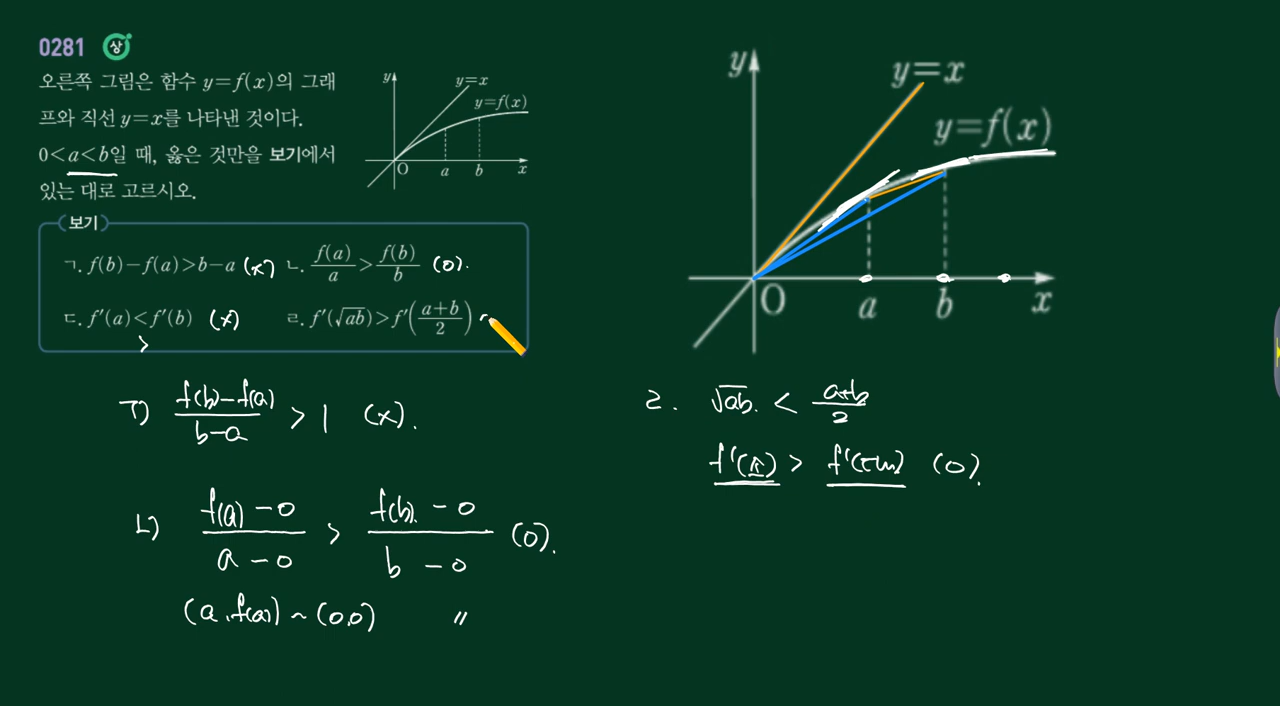 0281 상
오른쪽 그림은 함수 y=f(x)의 그래
프와 직선 y=x를 나타낸 것이다.
0<a<b일 때, 옳은 것만을 보기에서
있는 대로 고르시오.
y
y=x
y=f(x)
O a b x
보기
ㄱ. f(b)-f(a)>b-a (x) ㄴ. f(a)/a > f(b)/b (o).
ㄷ. f′(a)<f′(b) (x) ㄹ. f′(√ab)>f′((a+b)/2)
>
ㄱ) (f(b)-f(a))/(b-a) > 1 (x).
ㄴ) (f(a)-0)/(a-0) > (f(b)-0)/(b-0) (o).
(a.f(a)) ~ (0.0) 〃
y
y=x
y=f(x)
O a b x
ㄹ. √ab. < (a+b)/2
(o).